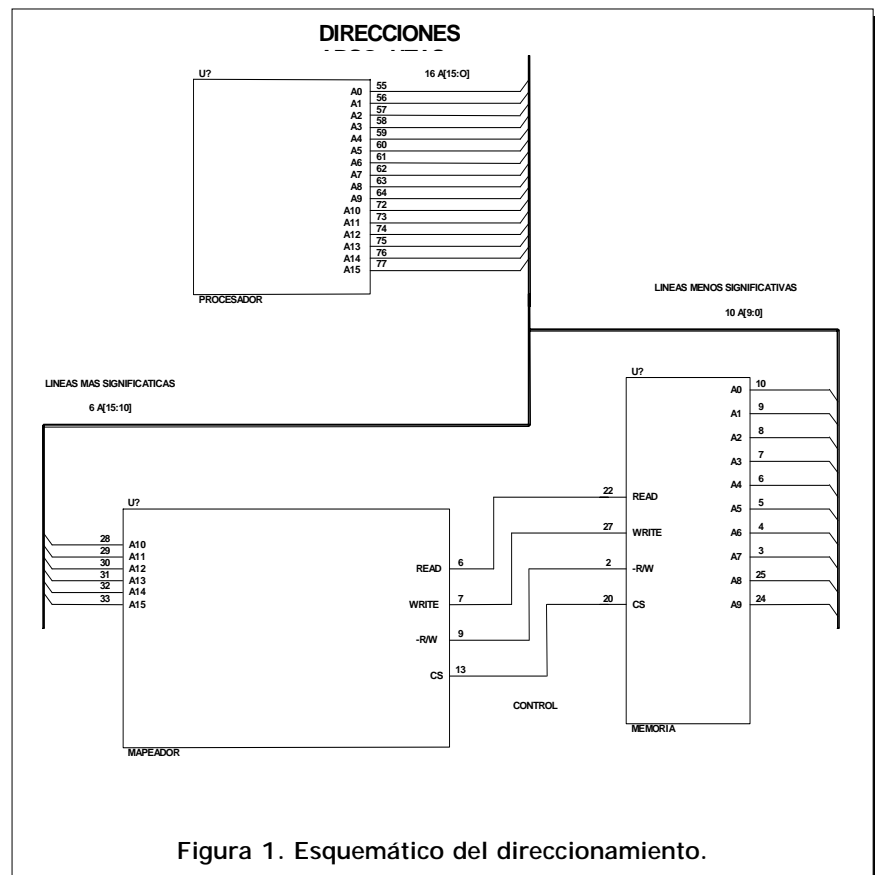 DIRECCIONES
U?
16 A[15:O]
A0 55
A1 56
A2 57
A3 58
A4 59
A5 60
A6 61
A7 62
A8 63
A9 64
A10 72
A11 73
A12 74
A13 75
A14 76
A15 77
PROCESADOR
LINEAS MENOS SIGNIFICATIVAS
10 A[9:0]
LINEAS MAS SIGNIFICATICAS
6 A[15:10]
U?
28 A10
29 A11
30 A12
31 A13
32 A14
33 A15
READ 6
WRITE 7
-R/W 9
CS 13
MAPEADOR
CONTROL
U?
22 READ
27 WRITE
2 -R/W
20 CS
A0 10
A1 9
A2 8
A3 7
A4 6
A5 5
A6 4
A7 3
A8 25
A9 24
MEMORIA
Figura 1. Esquemático del direccionamiento.